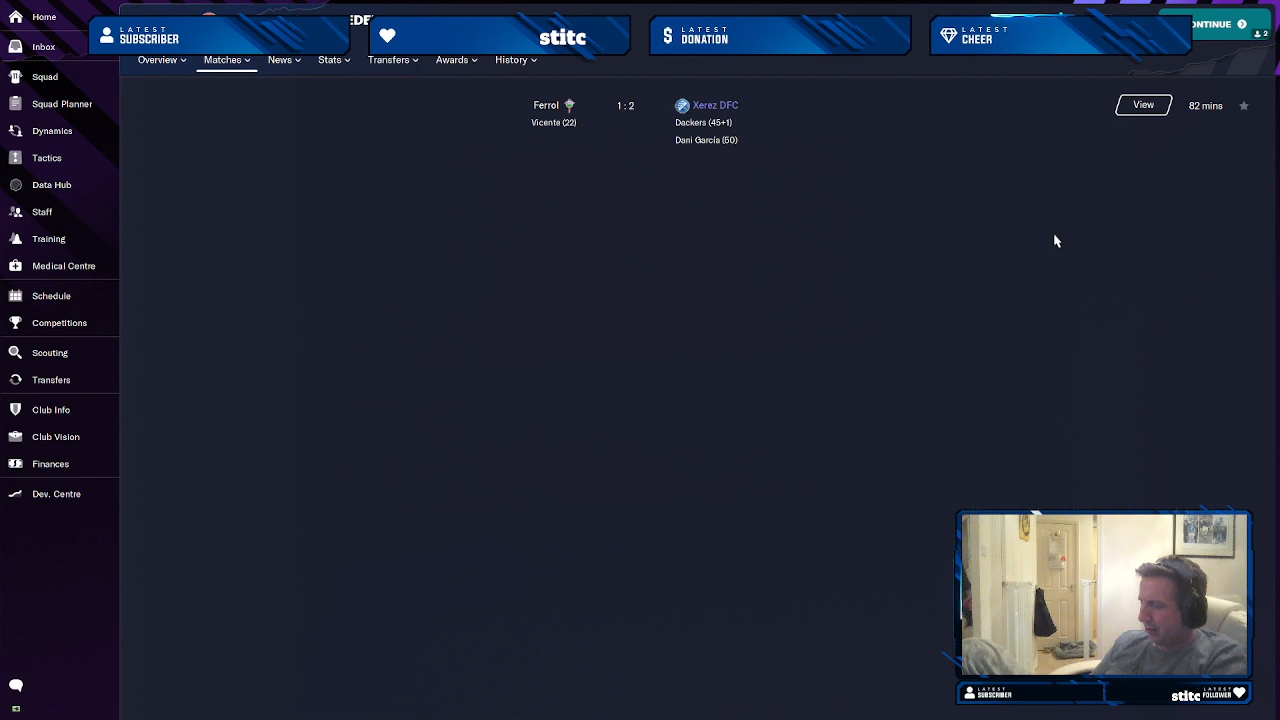 Home
EDE
LATEST
SUBSCRIBER
stitc
LATEST
DONATION
LATEST
CHEER
ONTINUE
2
Inbox
Overview
Matches
News
Stats
Transfers
Awards
History
Squad
Squad Planner
Dynamics
Tactics
Data Hub
Staff
Training
Medical Centre
Schedule
Competitions
Scouting
Transfers
Club Info
Club Vision
Finances
Dev. Centre
Ferrol 1 : 2 Xerez DFC
View 82 mins
Vicente (22) Dackers (45+1)
Dani García (50)
LATEST
SUBSCRIBER
stitc LATEST
FOLLOWER